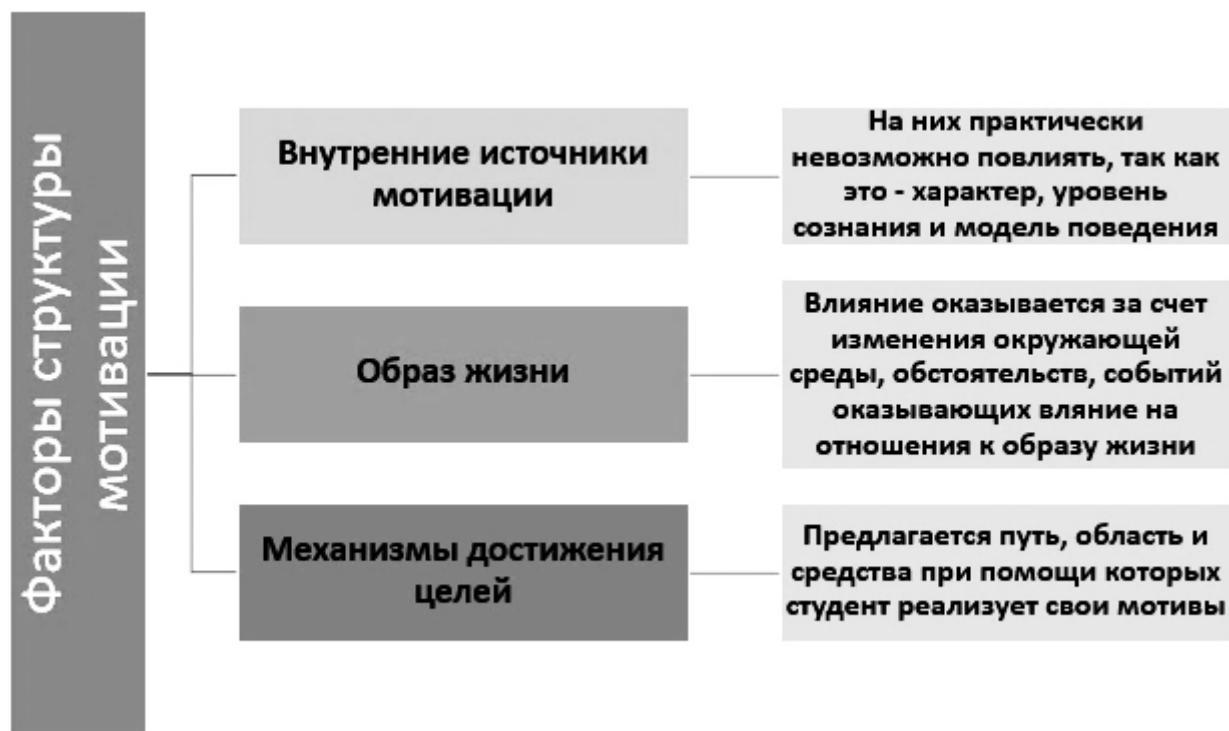 Факторы структуры
мотивации
Внутренние источники
мотивации
На них практически
невозможно повлиять, так как
это - характер, уровень
сознания и модель поведения
Образ жизни
Влияние оказывается за счет
изменения окружающей
среды, обстоятельств, событий
оказывающих вляние на
отношения к образу жизни
Механизмы достижения
целей
Предлагается путь, область и
средства при помощи которых
студент реализует свои мотивы